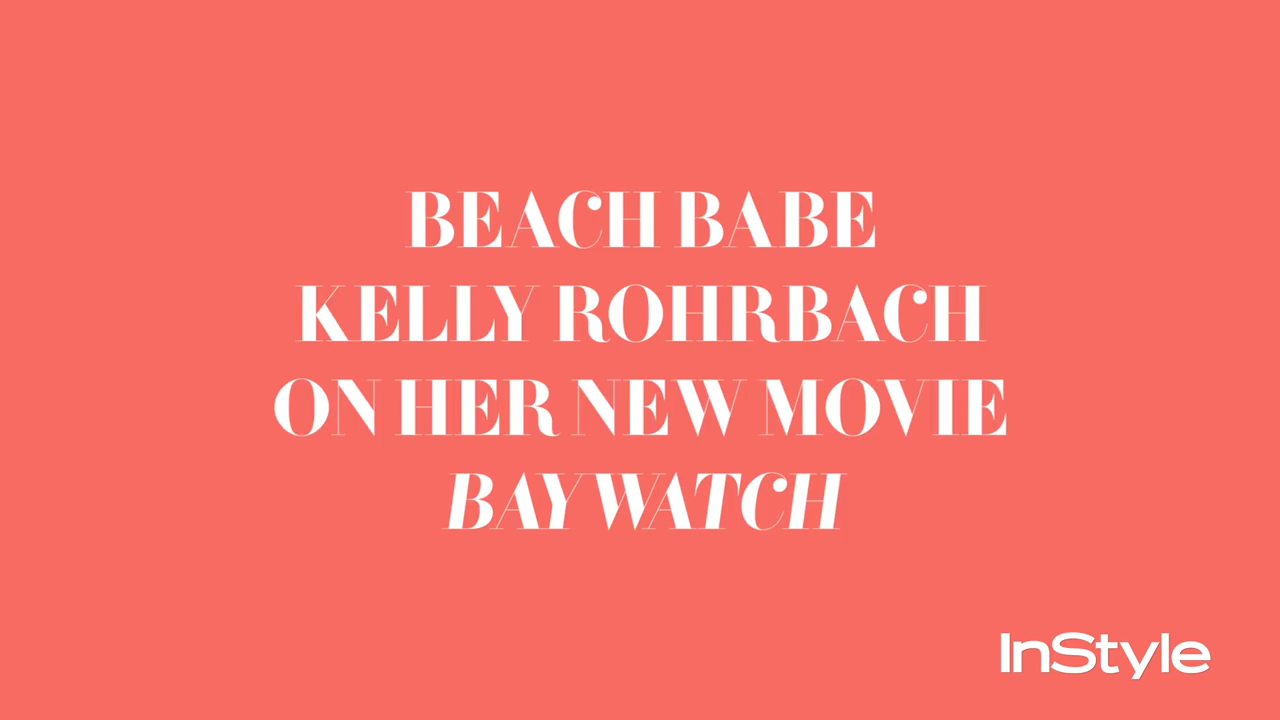 BEACH BABE
KELLY ROHRBACH
ON HER NEW MOVIE
BAYWATCH
InStyle